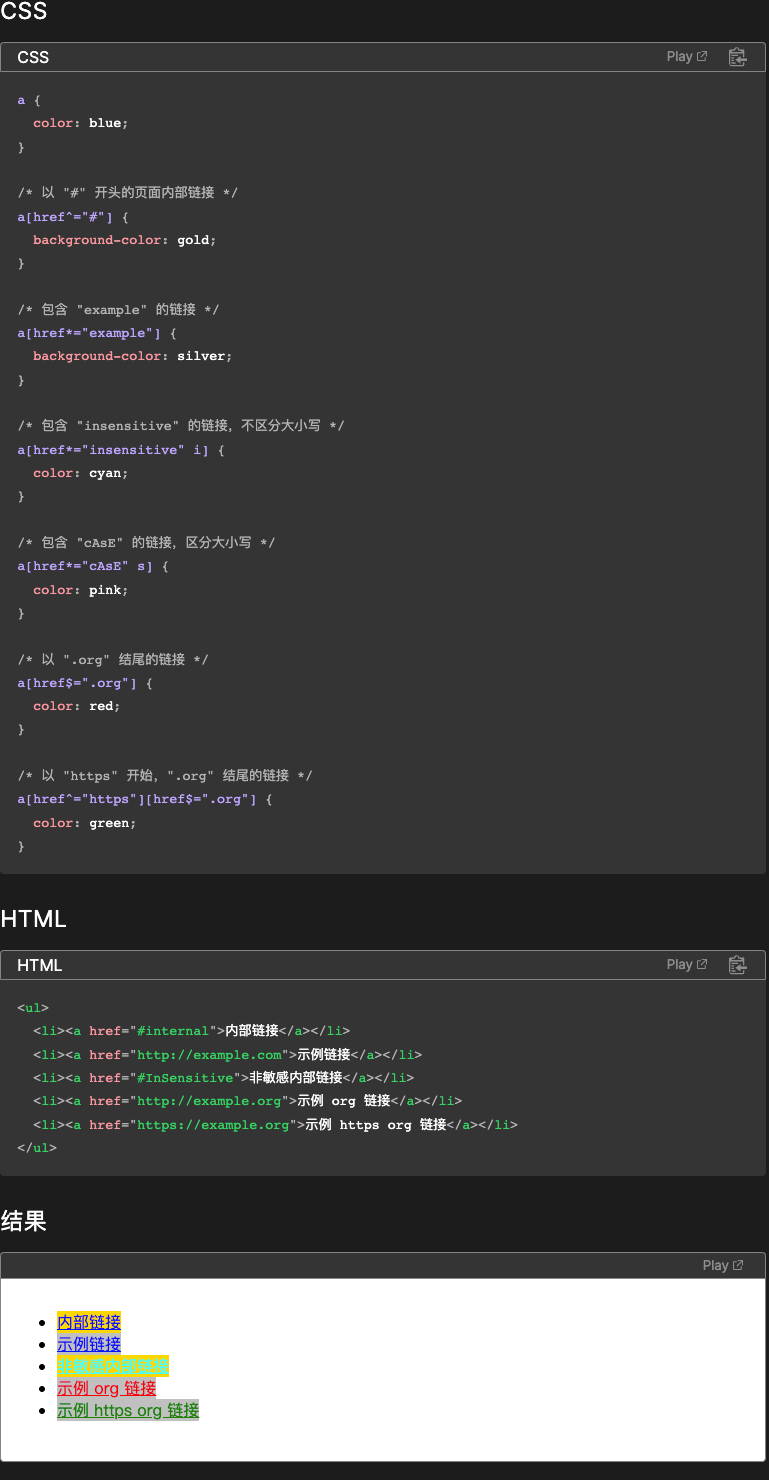 CSS
CSS Play
a {
  color: blue;
}
/* 以 "#" 开头的页面内部链接 */
a[href^="#"] {
  background-color: gold;
}
/* 包含 "example" 的链接 */
a[href*="example"] {
  background-color: silver;
}
/* 包含 "insensitive" 的链接，不区分大小写 */
a[href*="insensitive" i] {
  color: cyan;
}
/* 包含 "cAsE" 的链接，区分大小写 */
a[href*="cAsE" s] {
  color: pink;
}
/* 以 ".org" 结尾的链接 */
a[href$=".org"] {
  color: red;
}
/* 以 "https" 开始，".org" 结尾的链接 */
a[href^="https"][href$=".org"] {
  color: green;
}
HTML
HTML Play
<ul>
  <li><a href="#internal">内部链接</a></li>
  <li><a href="http://example.com">示例链接</a></li>
  <li><a href="#InSensitive">非敏感内部链接</a></li>
  <li><a href="http://example.org">示例 org 链接</a></li>
  <li><a href="https://example.org">示例 https org 链接</a></li>
</ul>
结果
Play
• 内部链接
• 示例链接
• 非敏感内部链接
• 示例 org 链接
• 示例 https org 链接